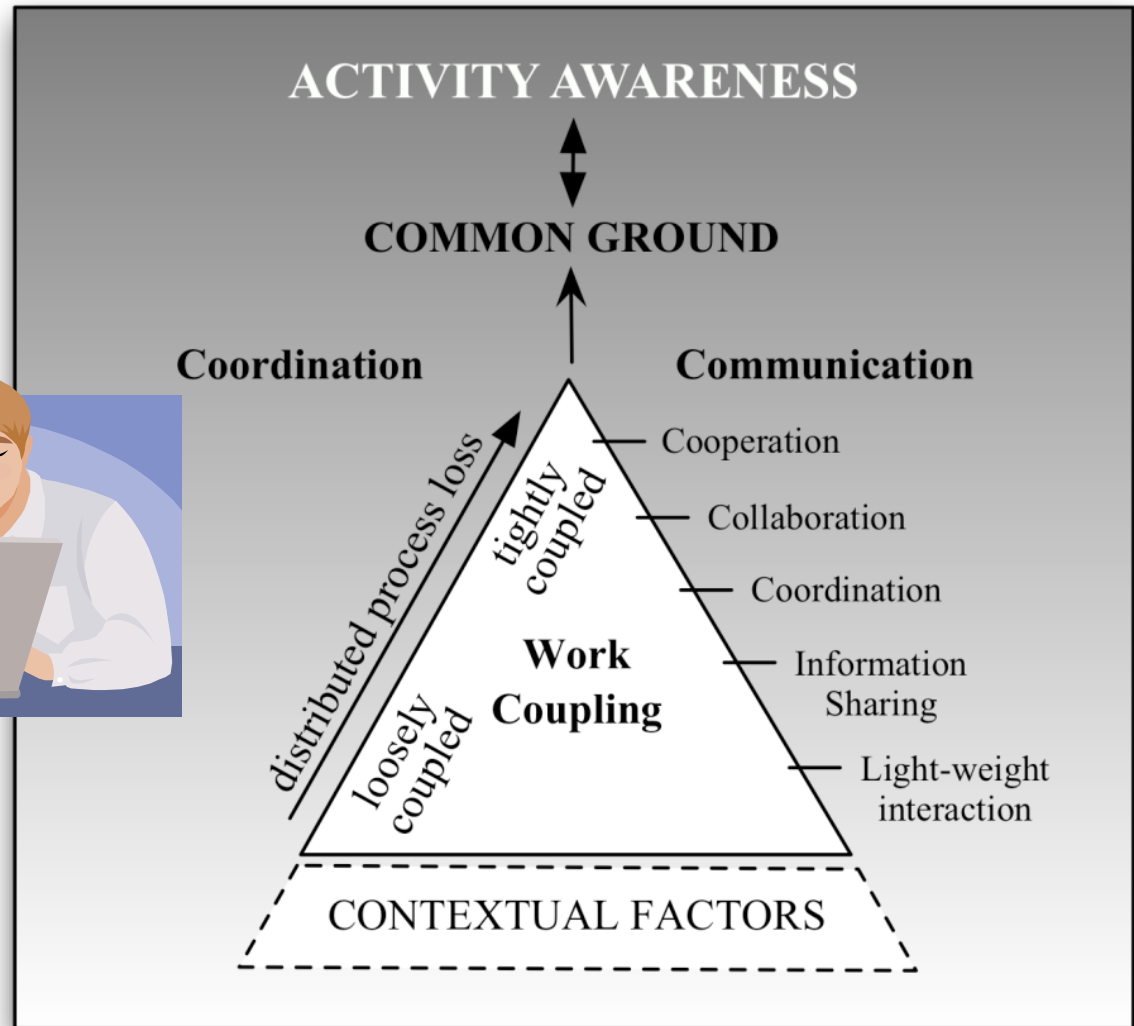 ACTIVITY AWARENESS
COMMON GROUND
Coordination
Communication
Cooperation
Collaboration
Coordination
Information
Sharing
Light-weight
interaction
distributed process loss
tightly
coupled
Work
Coupling
loosely
coupled
CONTEXTUAL FACTORS